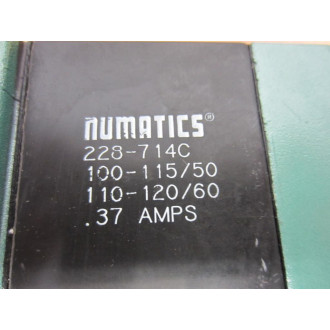 numatics®
228-714C
100-115/50
110-120/60
.37 AMPS